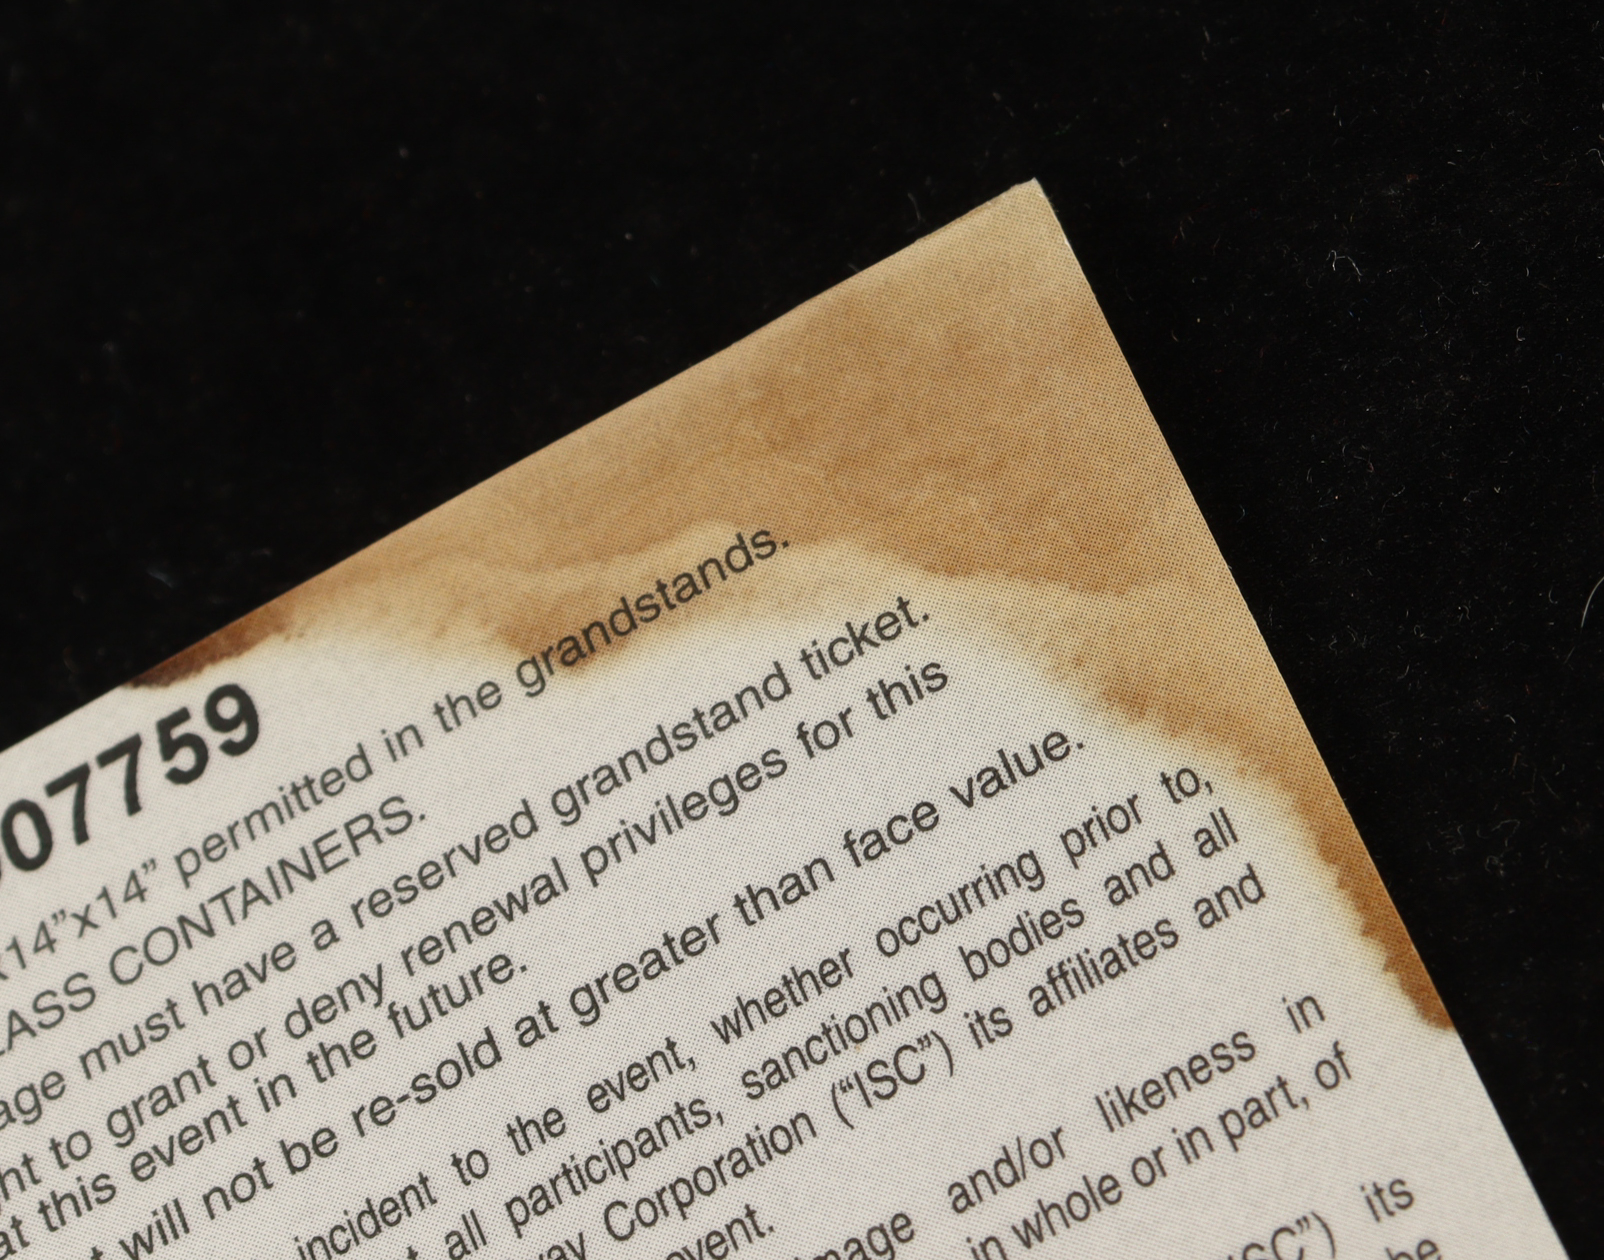 07759
14"x14” permitted in the grandstands.
LASS CONTAINERS.
must have a reserved grandstand ticket.
to grant or deny renewal privileges for this
at this event in the future.
will not be re-sold at greater than face value.
incident to the event, whether occurring prior to,
all participants, sanctioning bodies and all
Corporation (“ISC”) its affiliates and
event.
and/or likeness in
in whole or in part, of
its